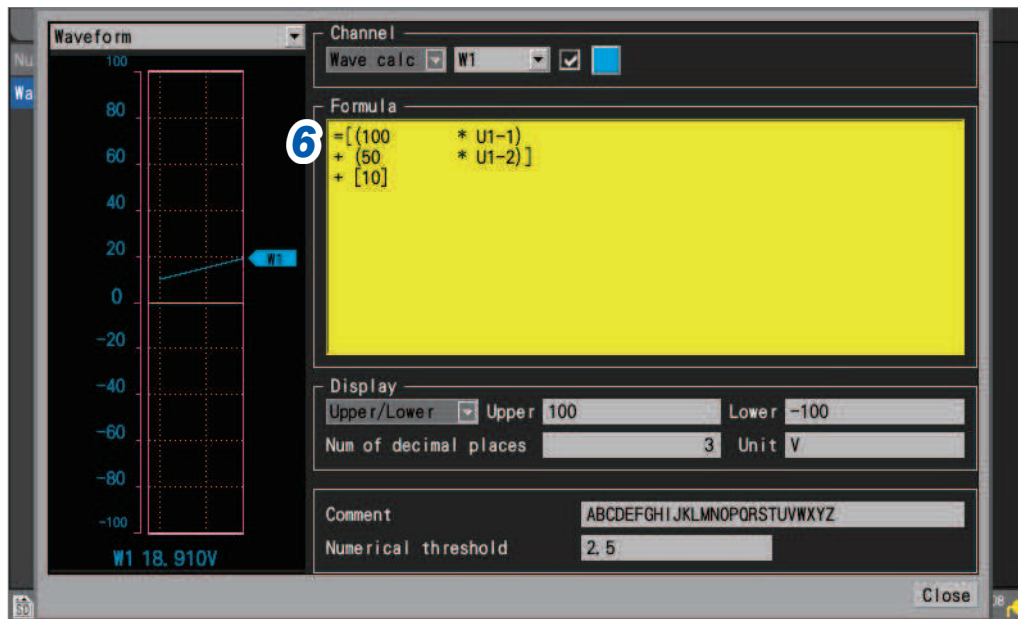 Waveform
Channel
Wave calc W1
Nu
Wa
100
80
60
40
20
0
-20
-40
-60
-80
-100
W1
W1 18.910V
Formula
6
=[(100 * U1-1)
+ (50 * U1-2)]
+ [10]
Display
Upper/Lower Upper 100 Lower -100
Num of decimal places 3 Unit V
Comment ABCDEFGHIJKLMNOPQRSTUVWXYZ
Numerical threshold 2.5
Close
SD
08